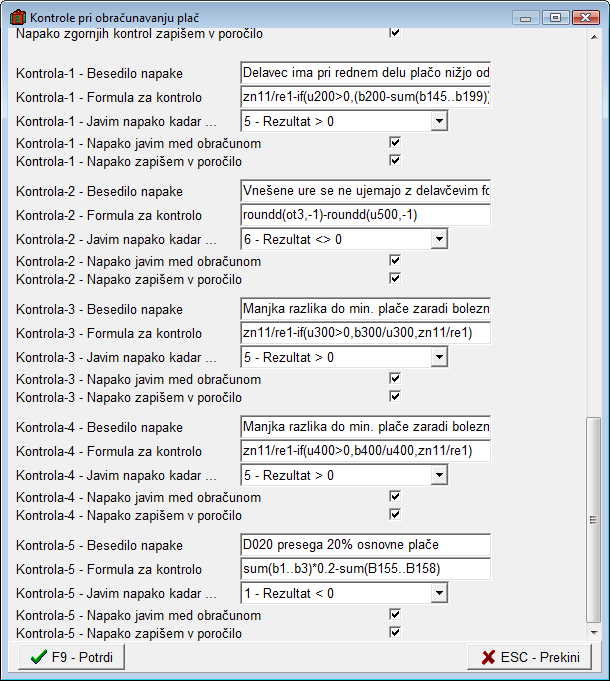 Kontrole pri obračunavanju plač
Napako zgornjih kontrol zapišem v poročilo
Kontrola-1 - Besedilo napake Delavec ima pri rednem delu plačo nižjo od
Kontrola-1 - Formula za kontrolo zn11/re1-if(u200>0,(b200-sum(b145..b199))
Kontrola-1 - Javim Napako kadar ... 5 - Rezultat > 0
Kontrola-1 - Napako javim med obračunom
Kontrola-1 - Napako zapišem v poročilo
Kontrola-2 - Besedilo napake Vnešene ure se ne ujemajo z delavčevim
Kontrola-2 - Formula za kontrolo roundd(ot3,-1)-roundd(u500,-1)
Kontrola-2 - Javim napako kadar ... 6 - Rezultat <> 0
Kontrola-2 - Napako javim med obračunom
Kontrola-2 - Napako zapišem v poročilo
Kontrola-3 - Besedilo napake Manjka razlika do min. plače zaradi bolezn
Kontrola-3 - Formula za kontrolo zn11/re1-if(u300>0,b300/u300,zn11/re1)
Kontrola-3 - Javim napako kadar ... 5 - Rezultat > 0
Kontrola-3 - Napako javim med obračunom
Kontrola-3 - Napako zapišem v poročilo
Kontrola-4 - Besedilo napake Manjka razlika do min. plače zaradi bolezn
Kontrola-4 - Formula za kontrolo zn11/re1-if(u400>0,b400/u400,zn11/re1)
Kontrola-4 - Javim napako kadar ... 5 - Rezultat > 0
Kontrola-4 - Napako javim med obračunom
Kontrola-4 - Napako zapišem v poročilo
Kontrola-5 - Besedilo napake D020 presega 20% osnovne plače
Kontrola-5 - Formula za kontrolo sum(b1..b3)*0.2-sum(B155..B158)
Kontrola-5 - Javim napako kadar ... 1 - Rezultat < 0
Kontrola-5 - Napako javim med obračunom
Kontrola-5 - Napako zapišem v poročilo
F9 - Potrdi ESC - Prekini